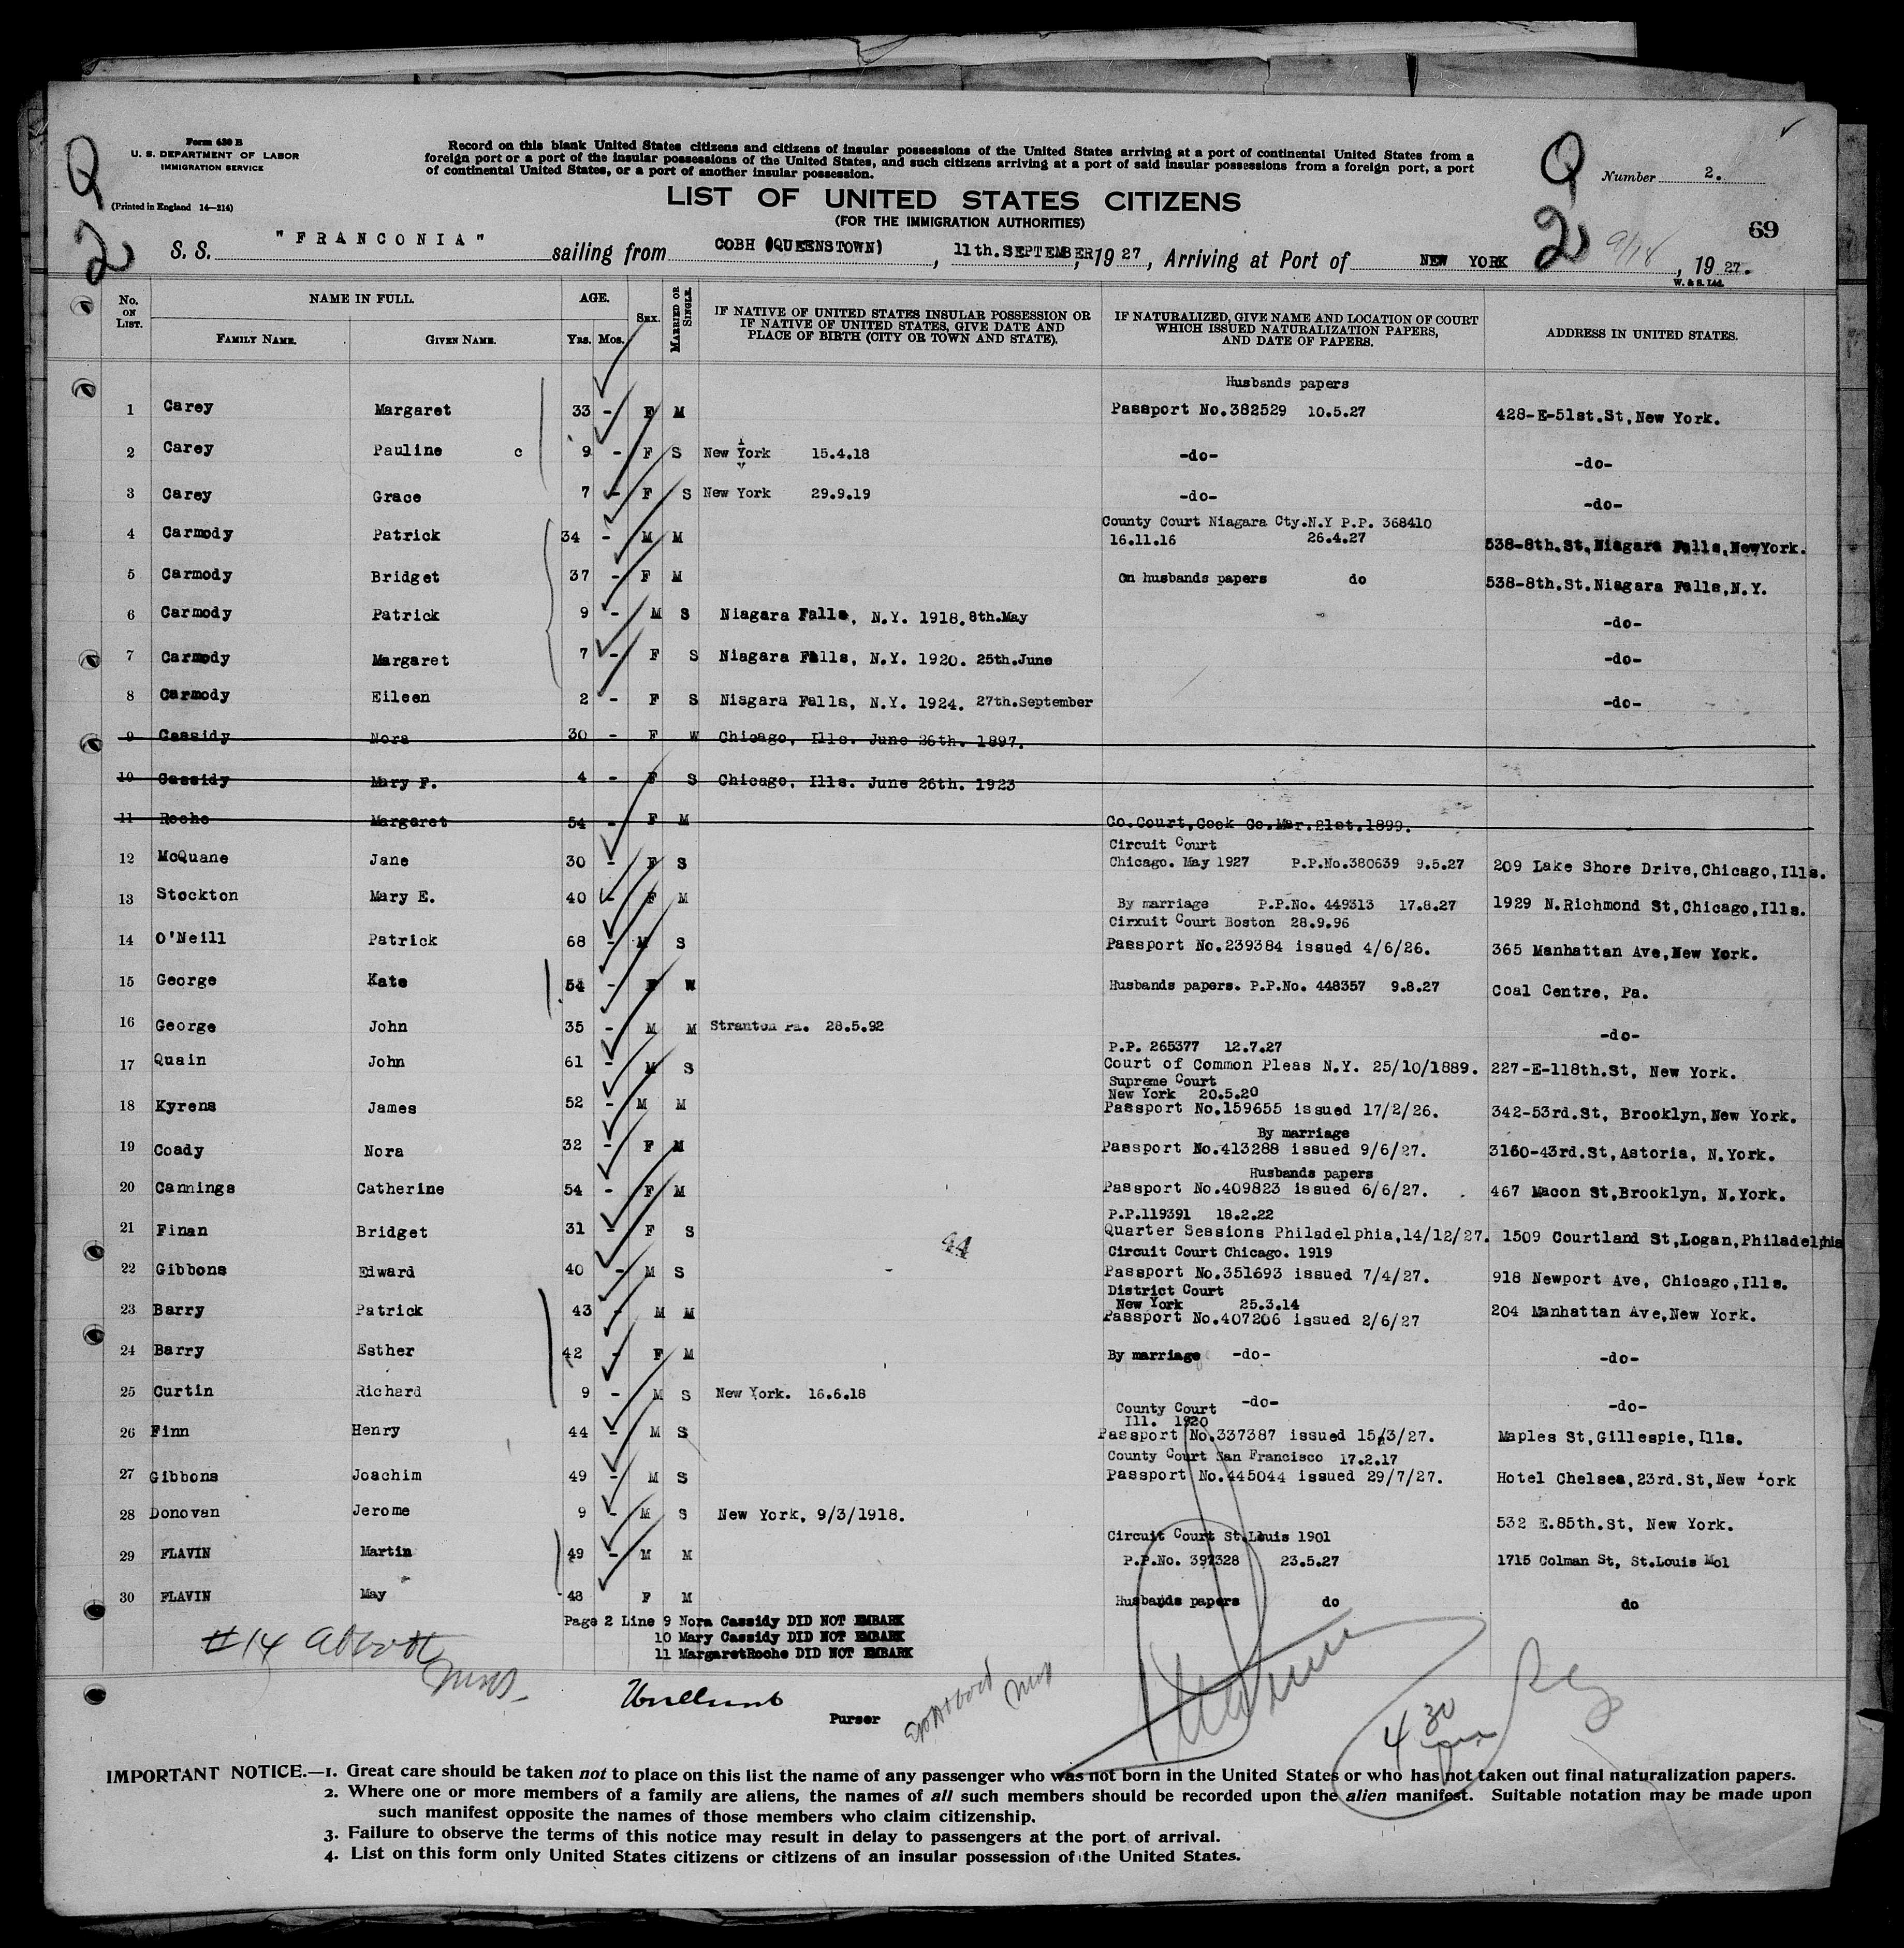 Form 630 B
U. S. DEPARTMENT OF LABOR
IMMIGRATION SERVICE
(Printed in England 14—214)
Record on this blank United States citizens and citizens of insular possessions of the United States arriving at a port of continental United States from a
foreign port or a port of the insular possessions of the United States, and such citizens arriving at a port of said insular possessions from a foreign port, a port
of continental United States, or a port of another insular possession.
Q 2
Q 2
Number 2.
69
LIST OF UNITED STATES CITIZENS
(FOR THE IMMIGRATION AUTHORITIES)
S. S. "FRANCONIA" sailing from COBH (QUEENSTOWN), 11th.SEPTEMBER, 1927, Arriving at Port of NEW YORK 9/18, 1927.
W. & S. Ltd.
No. ON LIST. NAME IN FULL. FAMILY NAME. GIVEN NAME. AGE. YRS. MOS. SEX. MARRIED OR SINGLE. IF NATIVE OF UNITED STATES INSULAR POSSESSION OR IF NATIVE OF UNITED STATES, GIVE DATE AND PLACE OF BIRTH (CITY OR TOWN AND STATE). IF NATURALIZED, GIVE NAME AND LOCATION OF COURT WHICH ISSUED NATURALIZATION PAPERS, AND DATE OF PAPERS. ADDRESS IN UNITED STATES.
Husbands papers
1 Carey Margaret 33 - F M Passport No.382529 10.5.27 428-E-51st.St,New York.
2 Carey Pauline c 9 - F S New York 15.4.18 -do- -do-
3 Carey Grace 7 - F S New York 29.9.19 -do- -do-
County Court Niagara Cty.N.Y P.P. 368410
4 Carmody Patrick 34 - M M 16.11.16 26.4.27 538-8th.St,Niagara Falls,NewYork.
5 Carmody Bridget 37 - F M On husbands papers do 538-8th.St.Niagara Falls,N.Y.
6 Carmody Patrick 9 - M S Niagara Falls, N.Y. 1918. 8th.May -do-
7 Carmody Margaret 7 - F S Niagara Falls, N.Y. 1920. 25th.June -do-
8 Carmody Eileen 2 - F S Niagara Falls, N.Y. 1924. 27th.September -do-
9 Cassidy Nora 30 - F W Chicago, Ills. June 26th. 1897.
10 Cassidy Mary F. 4 - F S Chicago, Ills. June 26th. 1923
11 Roche Margaret 54 - F M Co.Court,Cook Co.Mar.21st.1899.
Circuit Court
12 McQuane Jane 30 - F S Chicago. May 1927 P.P.No.380639 9.5.27 209 Lake Shore Drive,Chicago,Ills.
13 Stockton Mary E. 40 - F M By marriage P.P.No. 449313 17.8.27 1929 N.Richmond St,Chicago,Ills.
Cirxuit Court Boston 28.9.96
14 O'Neill Patrick 68 - M S Passport No.239384 issued 4/6/26. 365 Manhattan Ave,New York.
15 George Kate 54 - F W Husbands papers. P.P.No. 448357 9.8.27 Coal Centre, Pa.
16 George John 35 - M M Stranton Pa. 28.5.92 -do-
P.P. 265377 12.7.27
17 Quain John 61 - M S Court of Common Pleas N.Y. 25/10/1889. 227-E-118th.St, New York.
Supreme Court
New York 20.5.20
18 Kyrens James 52 - M M Passport No.159655 issued 17/2/26. 342-53rd.St, Brooklyn,New York.
By marriage
19 Coady Nora 32 - F M Passport No.413288 issued 9/6/27. 3160-43rd.St,Astoria, N.York.
Husbands papers
20 Cannings Catherine 54 - F M Passport No.409823 issued 6/6/27. 467 Macon St,Brooklyn, N.York.
P.P.119391 18.2.22
21 Finan Bridget 31 - F S 44 Quarter Sessions Philadelphia,14/12/27. 1509 Courtland St,Logan,Philadelphia
Circuit Court Chicago. 1919
22 Gibbons Edward 40 - M S Passport No.351693 issued 7/4/27. 918 Newport Ave, Chicago,Ills.
District Court
New York 25.3.14
23 Barry Patrick 43 - M M Passport No.407206 issued 2/6/27 204 Manhattan Ave,New York.
24 Barry Esther 42 - F M By marriage -do- -do-
25 Curtin Richard 9 - M S New York. 16.6.18 -do- -do-
County Court
Ill. 1920
26 Finn Henry 44 - M S Passport No.337387 issued 15/3/27. Maples St,Gillespie,Ills.
County Court San Francisco 17.2.17
27 Gibbons Joachim 49 - M S Passport No.445044 issued 29/7/27. Hotel Chelsea,23rd.St,New York
28 Donovan Jerome 9 - M S New York, 9/3/1918. 532 E.85th.St, New York.
Circuit Court St.Louis 1901
29 FLAVIN Martin 49 - M M P.P.No. 397328 23.5.27 1715 Colman St, St.Louis Mol
30 FLAVIN May 48 F M Husbands papers do do
Page 2 Line 9 Nora Cassidy DID NOT EMBARK
10 Mary Cassidy DID NOT EMBARK
11 MargaretRoche DID NOT EMBARK
#14 Abbott
Purser
4 30
IMPORTANT NOTICE.—1. Great care should be taken not to place on this list the name of any passenger who was not born in the United States or who has not taken out final naturalization papers.
2. Where one or more members of a family are aliens, the names of all such members should be recorded upon the alien manifest. Suitable notation may be made upon
such manifest opposite the names of those members who claim citizenship.
3. Failure to observe the terms of this notice may result in delay to passengers at the port of arrival.
4. List on this form only United States citizens or citizens of an insular possession of the United States.